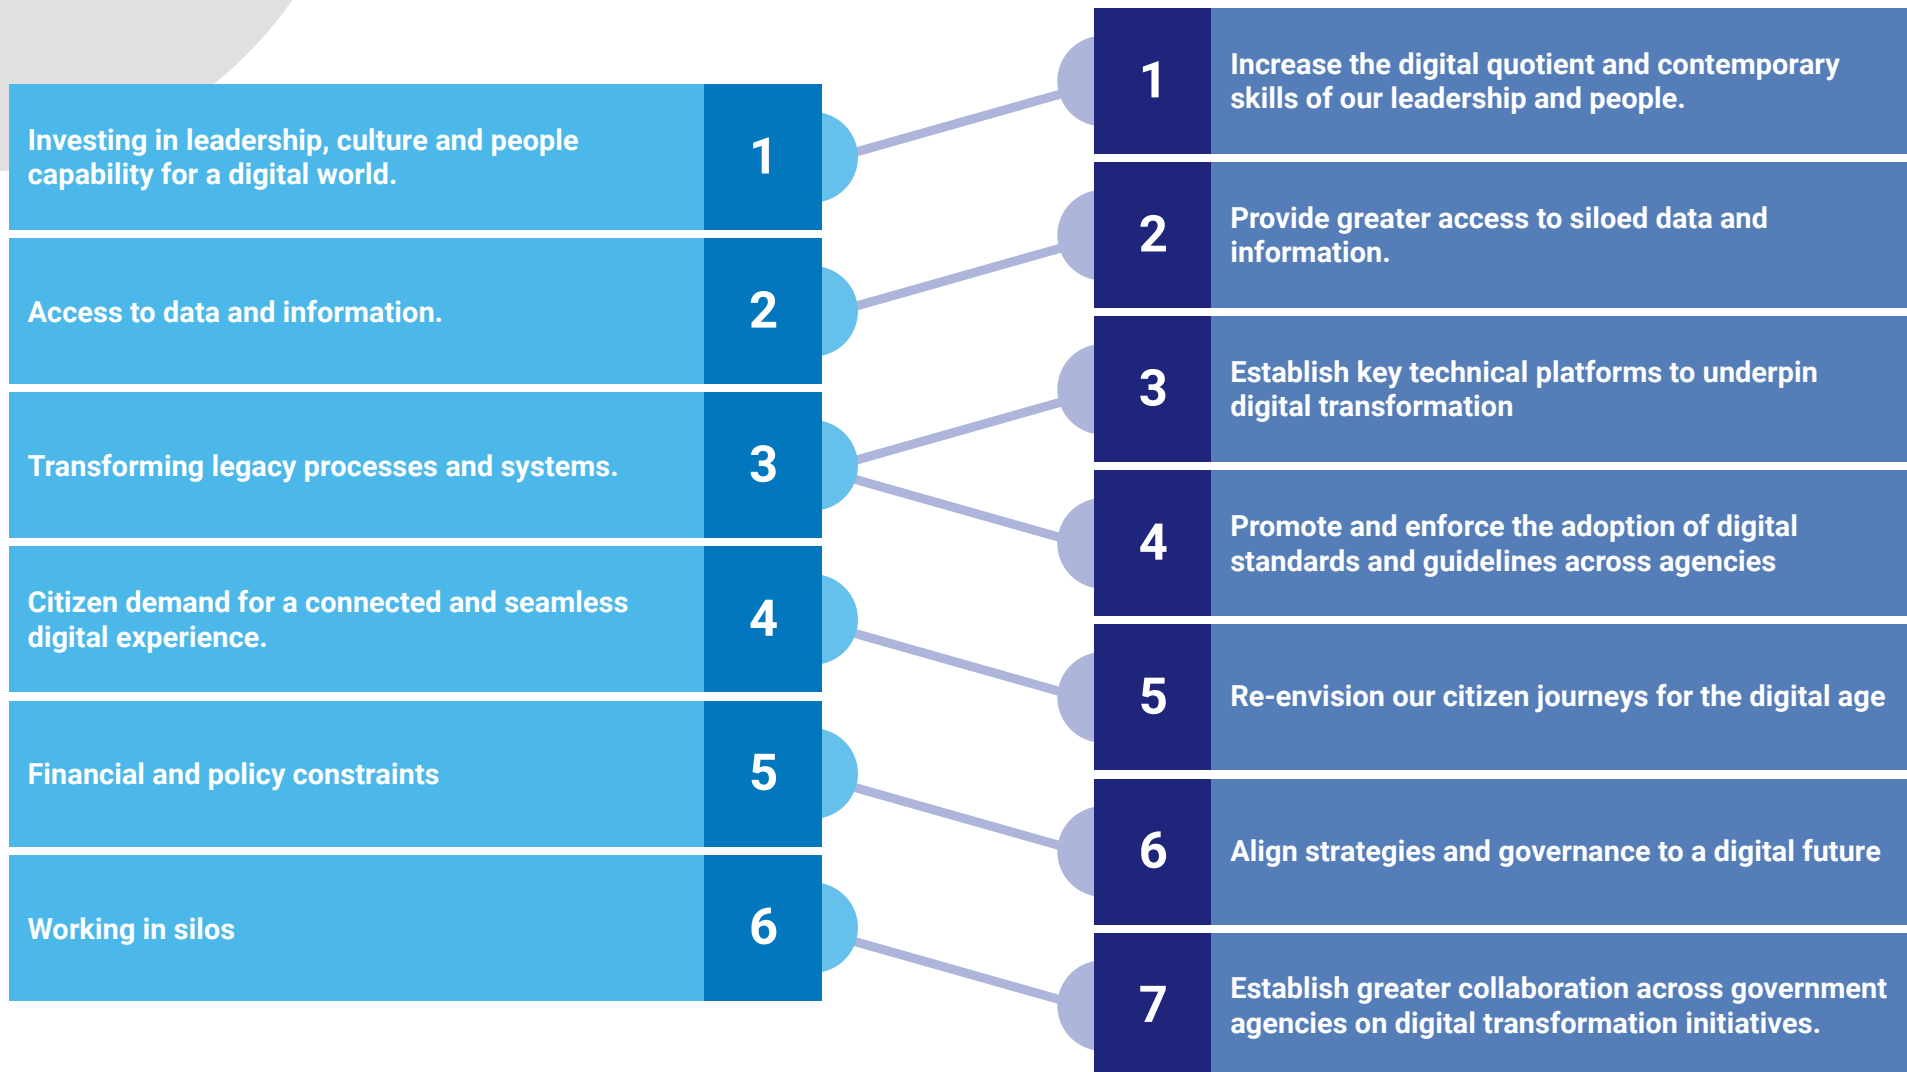 Investing in leadership, culture and people
capability for a digital world.
1
Access to data and information.
2
Transforming legacy processes and systems.
3
Citizen demand for a connected and seamless
digital experience.
4
Financial and policy constraints
5
Working in silos
6
1
Increase the digital quotient and contemporary
skills of our leadership and people.
2
Provide greater access to siloed data and
information.
3
Establish key technical platforms to underpin
digital transformation
4
Promote and enforce the adoption of digital
standards and guidelines across agencies
5
Re-envision our citizen journeys for the digital age
6
Align strategies and governance to a digital future
7
Establish greater collaboration across government
agencies on digital transformation initiatives.